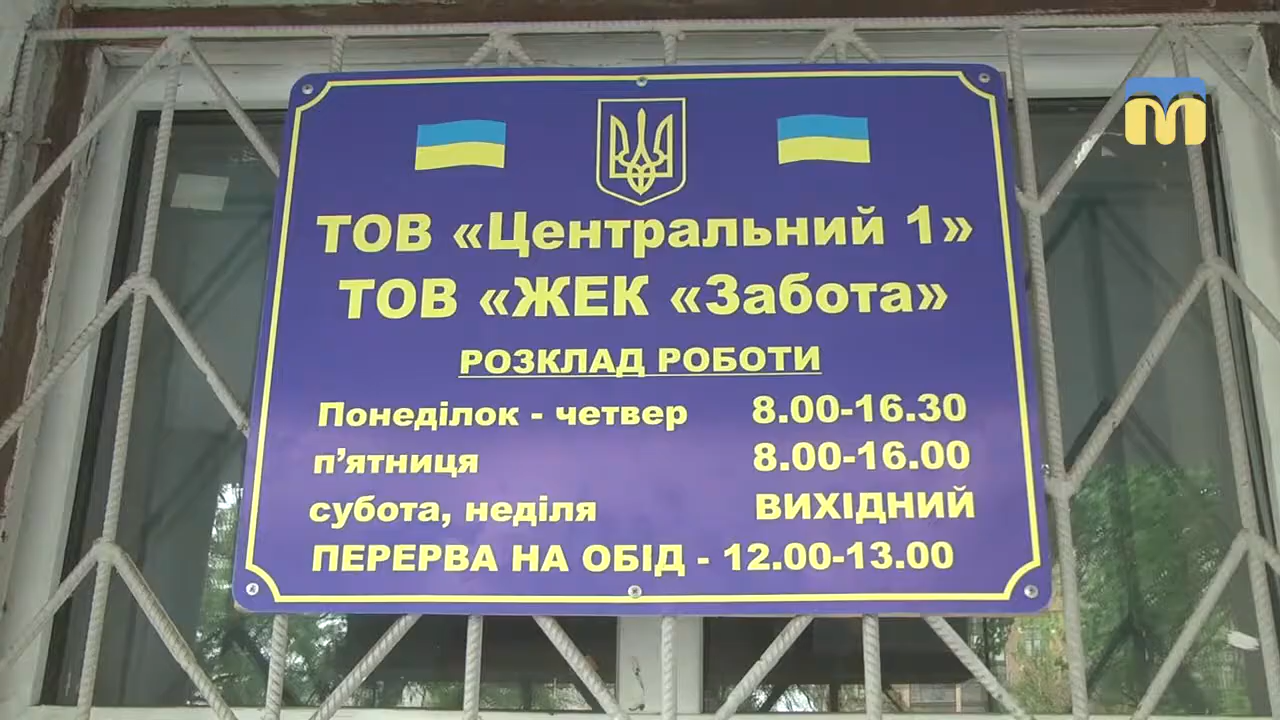 ТОВ «Центральний 1»
ТОВ «ЖЕК «Забота»
РОЗКЛАД РОБОТИ
Понеділок - четвер 8.00-16.30
п’ятниця 8.00-16.00
субота, неділя ВИХІДНИЙ
ПЕРЕРВА НА ОБІД - 12.00-13.00